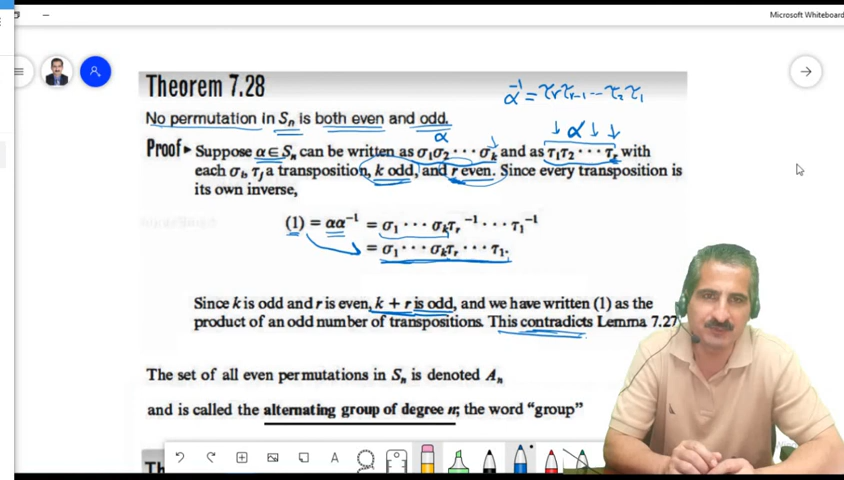 Microsoft Whiteboard
Theorem 7.28
α⁻¹ = τrτr-1 ... τ2 τ1
No permutation in Sn is both even and odd.
α
α
Proof▸ Suppose α ∈ Sn can be written as σ1σ2 · · · σk and as τ1τ2 · · · τr with
each σi, τj a transposition, k odd, and r even. Since every transposition is
its own inverse,
(1) = αα⁻¹ = σ1 · · · σkτr⁻¹ · · · τ1⁻¹
= σ1 · · · σkτr · · · τ1.
Since k is odd and r is even, k + r is odd, and we have written (1) as the
product of an odd number of transpositions. This contradicts Lemma 7.27
The set of all even permutations in Sn is denoted An
and is called the alternating group of degree n; the word "group"
Th